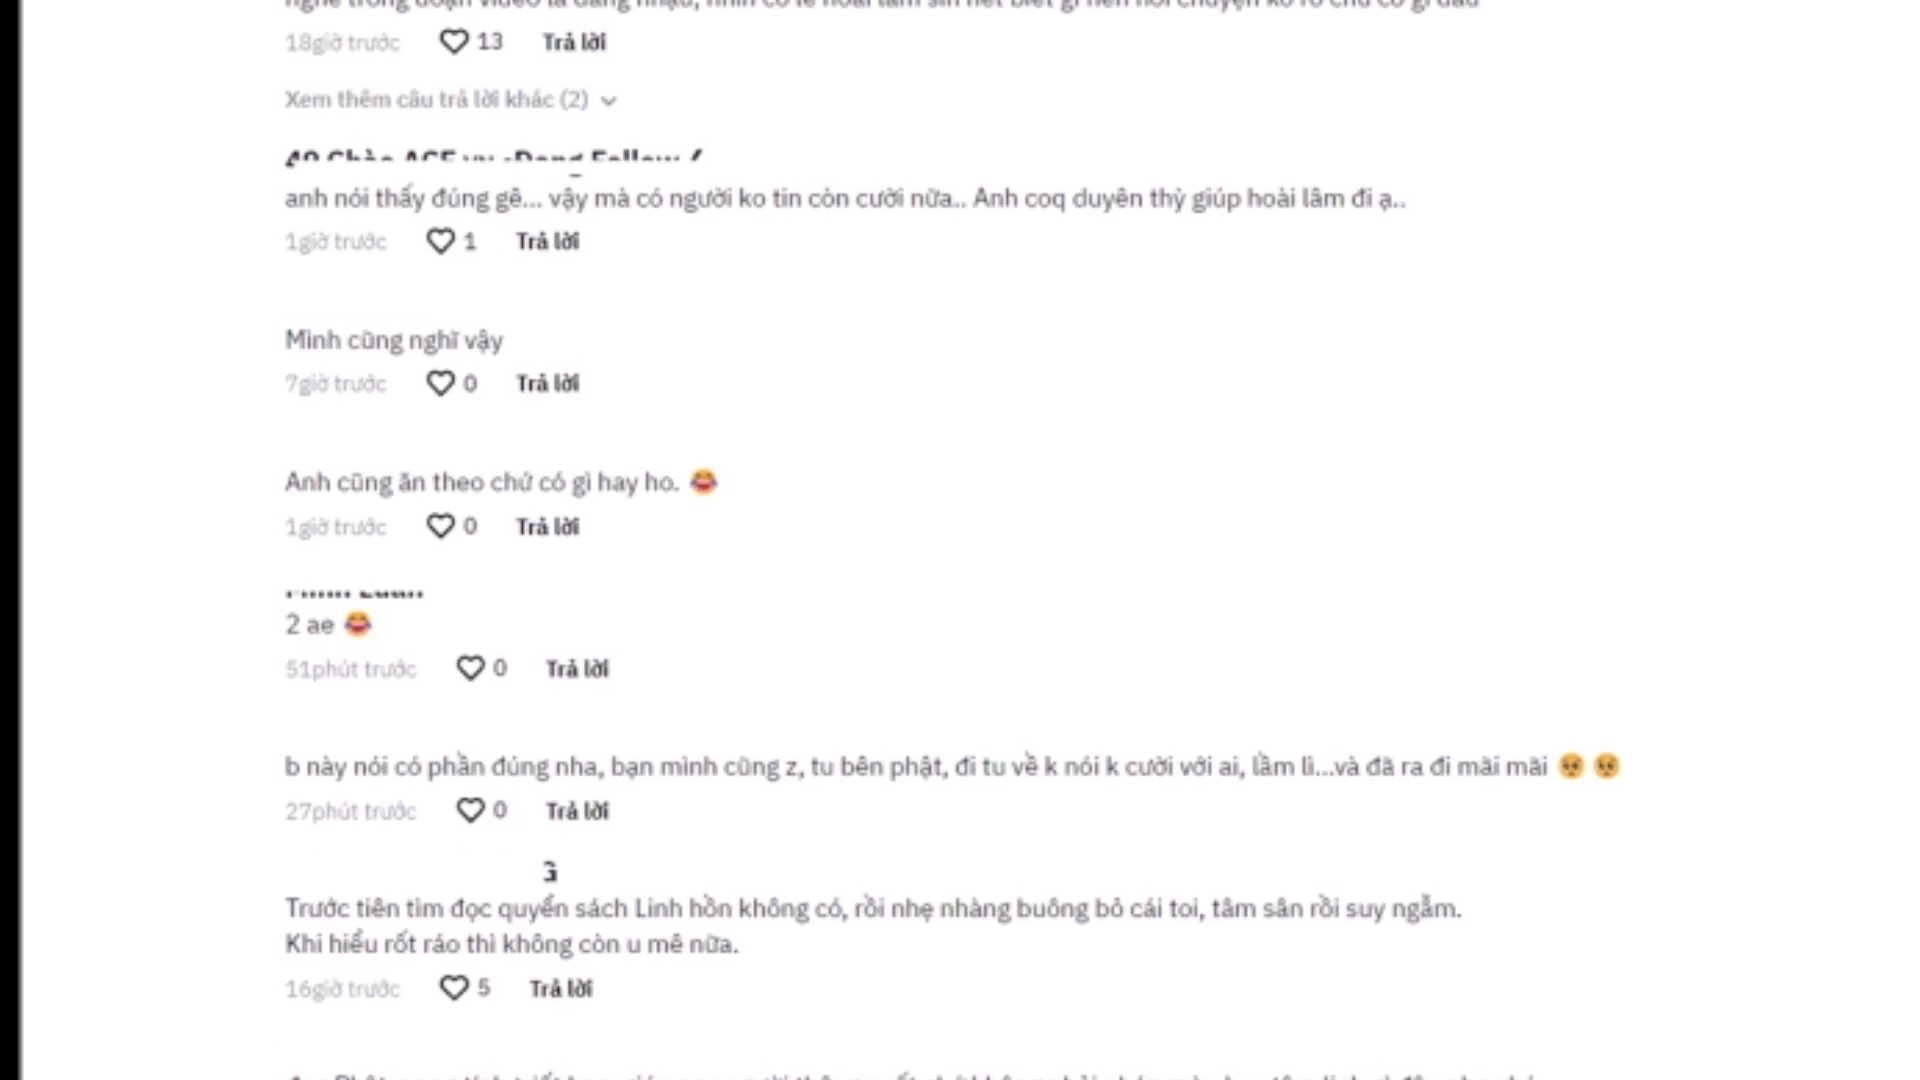 18giờ trước 13 Trả lời
Xem thêm câu trả lời khác (2)
anh nói thấy đúng gê... vậy mà có người ko tin còn cười nữa.. Anh coq duyên thỳ giúp hoài lâm đi ạ..
1giờ trước 1 Trả lời
Mình cũng nghĩ vậy
7giờ trước 0 Trả lời
Anh cũng ăn theo chứ có gì hay ho. 😂
1giờ trước 0 Trả lời
2 ae 😂
51phút trước 0 Trả lời
b này nói có phần đúng nha, bạn mình cũng z, tu bên phật, đi tu về k nói k cười với ai, lầm lì...và đã ra đi mãi mãi 🥺 🥺
27phút trước 0 Trả lời
Trước tiên tìm đọc quyển sách Linh hồn không có, rồi nhẹ nhàng buông bỏ cái toi, tâm sân rồi suy ngẫm.
Khi hiểu rốt ráo thì không còn u mê nữa.
16giờ trước 5 Trả lời